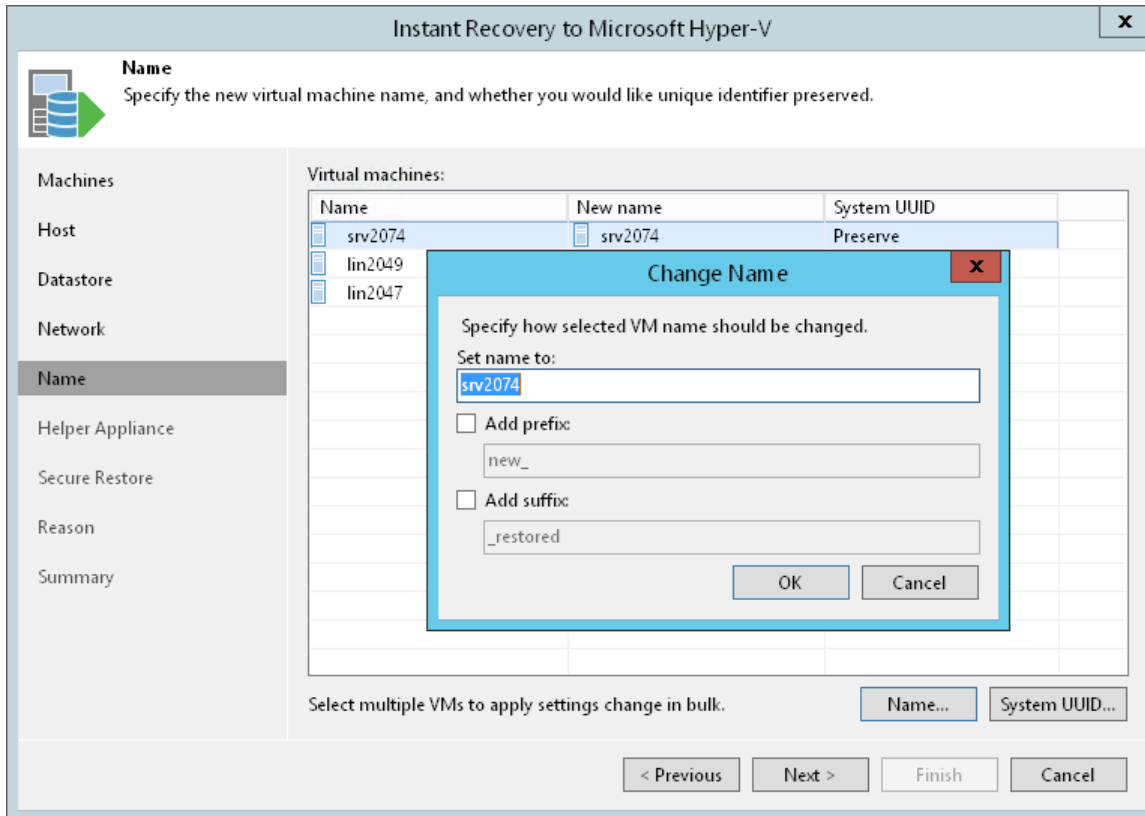 Instant Recovery to Microsoft Hyper-V
x
Name
Specify the new virtual machine name, and whether you would like unique identifier preserved.
Machines
Host
Datastore
Network
Name
Helper Appliance
Secure Restore
Reason
Summary
Virtual machines:
Name New name System UUID
srv2074 srv2074 Preserve
lin2049
lin2047
Change Name
x
Specify how selected VM name should be changed.
Set name to:
srv2074
Add prefix:
new_
Add suffix:
_restored
OK Cancel
Select multiple VMs to apply settings change in bulk. Name... System UUID...
< Previous Next > Finish Cancel